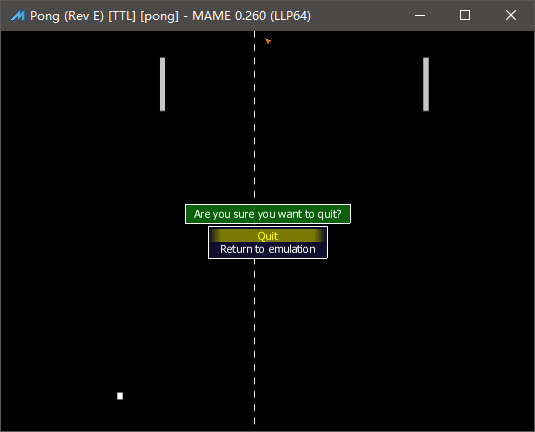 Pong (Rev E) [TTL] [pong] - MAME 0.260 (LLP64)
Are you sure you want to quit?
Quit
Return to emulation